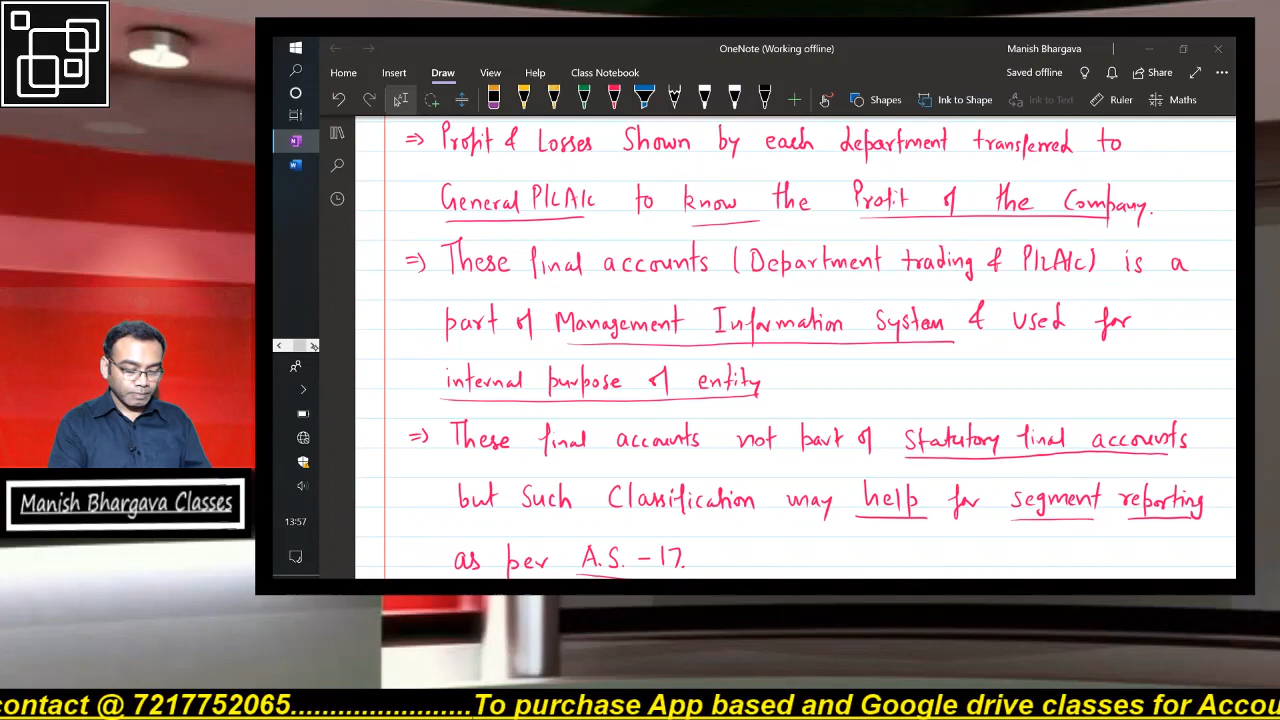 OneNote (Working offline)
Manish Bhargava
Home Insert Draw View Help Class Notebook
Saved offline
Share
Shapes
Ink to Shape
Ink to Text
Ruler
Maths
⇒ Profit & Losses Shown by each department transferred to
General P/L A/c to know the Profit of the Company.
⇒ These final accounts (Department trading & P/L A/c) is a
part of Management Information System & used for
internal purpose of entity
⇒ These final accounts not part of Statutory final accounts
but Such Classification may help for segment reporting
as per A.S. - 17.
Manish Bhargava Classes
13:57
contact @ 7217752065......................To purchase App based and Google drive classes for Accou